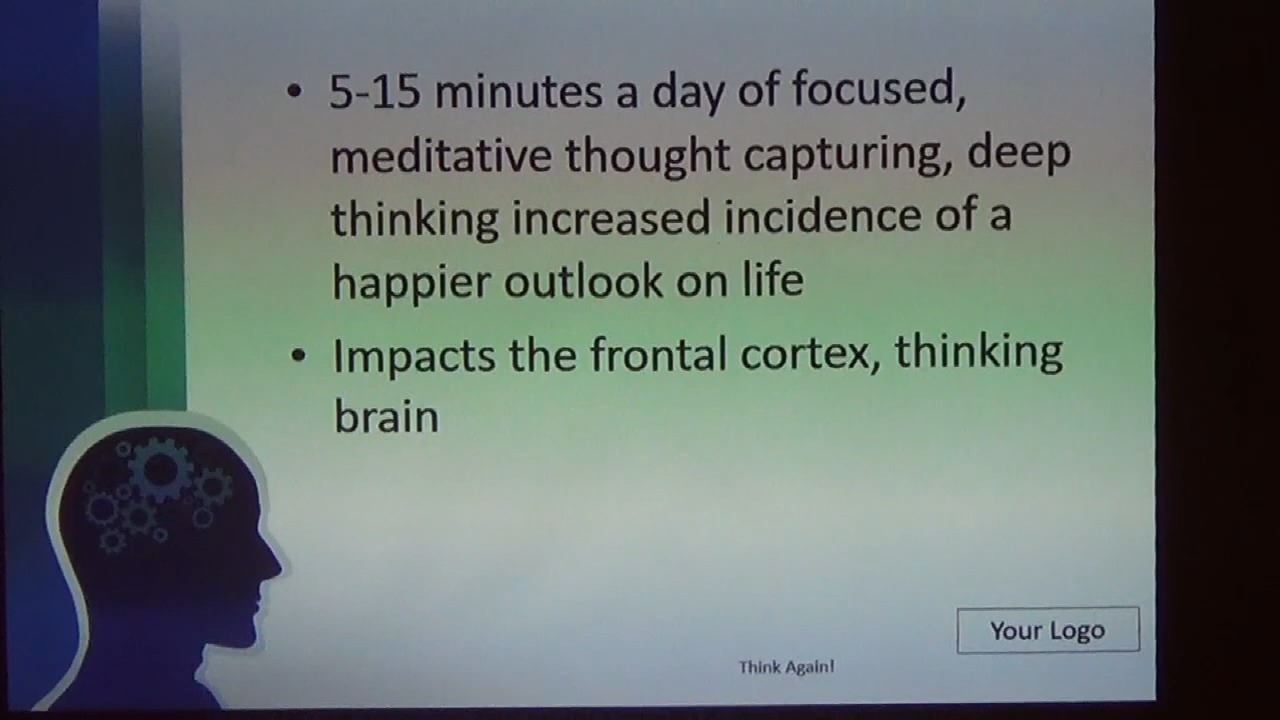 • 5-15 minutes a day of focused,
meditative thought capturing, deep
thinking increased incidence of a
happier outlook on life
• Impacts the frontal cortex, thinking
brain
Your Logo
Think Again!